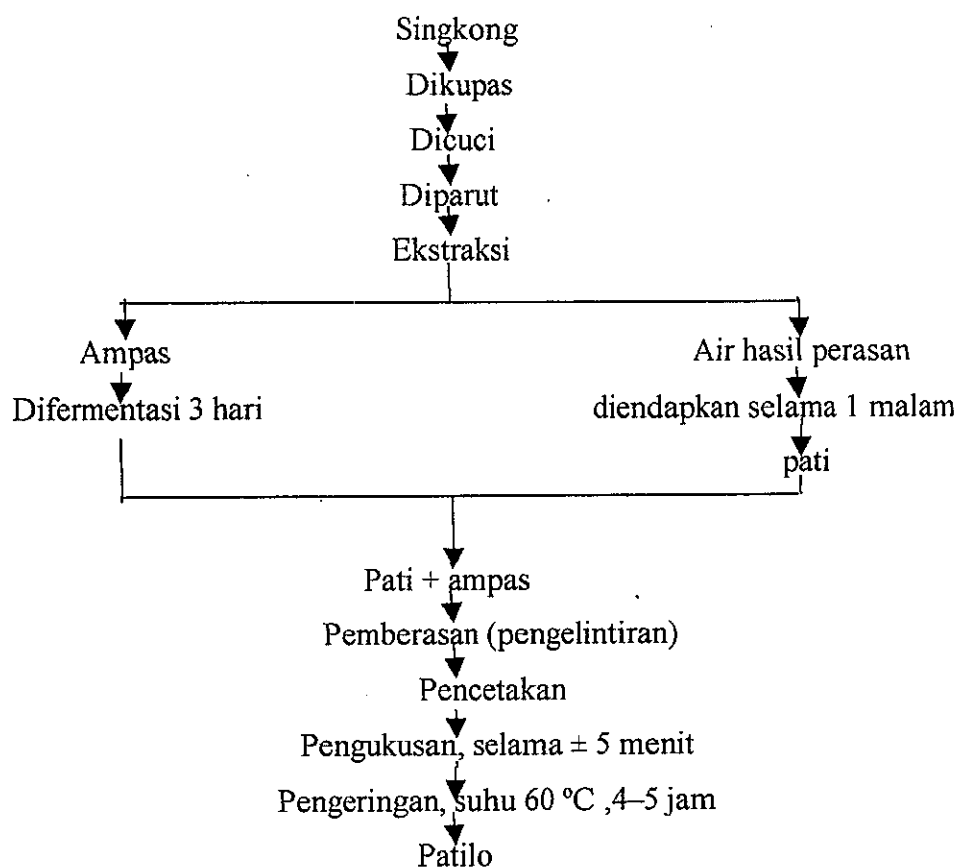 Singkong
Dikupas
Dicuci
Diparut
Ekstraksi
Ampas
Air hasil perasan
Difermentasi 3 hari
diendapkan selama 1 malam
pati
Pati + ampas
Pemberasan (pengelintiran)
Pencetakan
Pengukusan, selama ± 5 menit
Pengeringan, suhu 60 ºC ,4–5 jam
Patilo